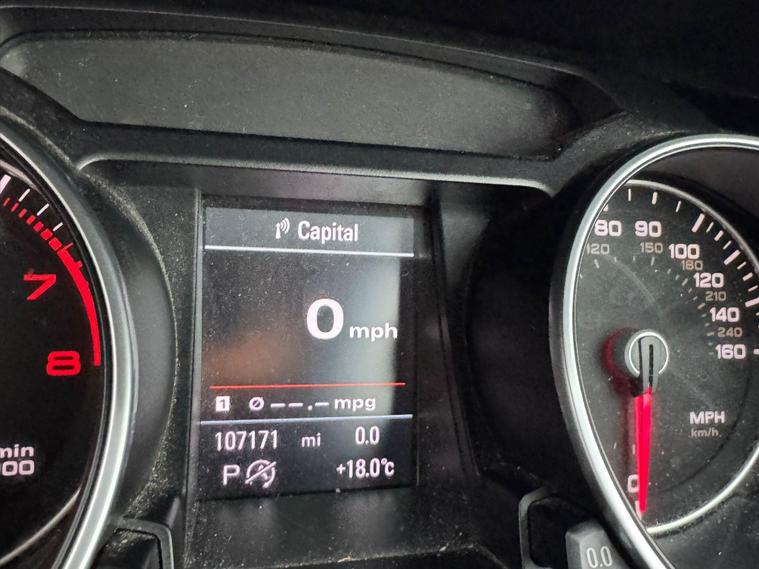 Capital
0 mph
1 Ø--.- mpg
107171 mi 0.0
P +18.0°C
7
8
min
00
80 90 100 120 140 160
120 150 180 210 240
MPH
km/h
0
0.0